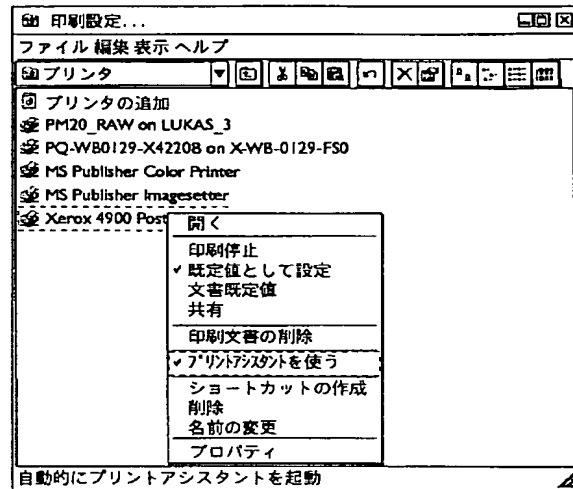 印刷設定...
ファイル 編集 表示 ヘルプ
プリンタ
プリンタの追加
PM20_RAW on LUKAS_3
PQ-WB0129-X42208 on X-WB-0129-FS0
MS Publisher Color Printer
MS Publisher Imagesetter
Xerox 4900 Post
開く
印刷停止
✓既定値として設定
文書既定値
共有
印刷文書の削除
✓プリントアシスタントを使う
ショートカットの作成
削除
名前の変更
プロパティ
自動的にプリントアシスタントを起動